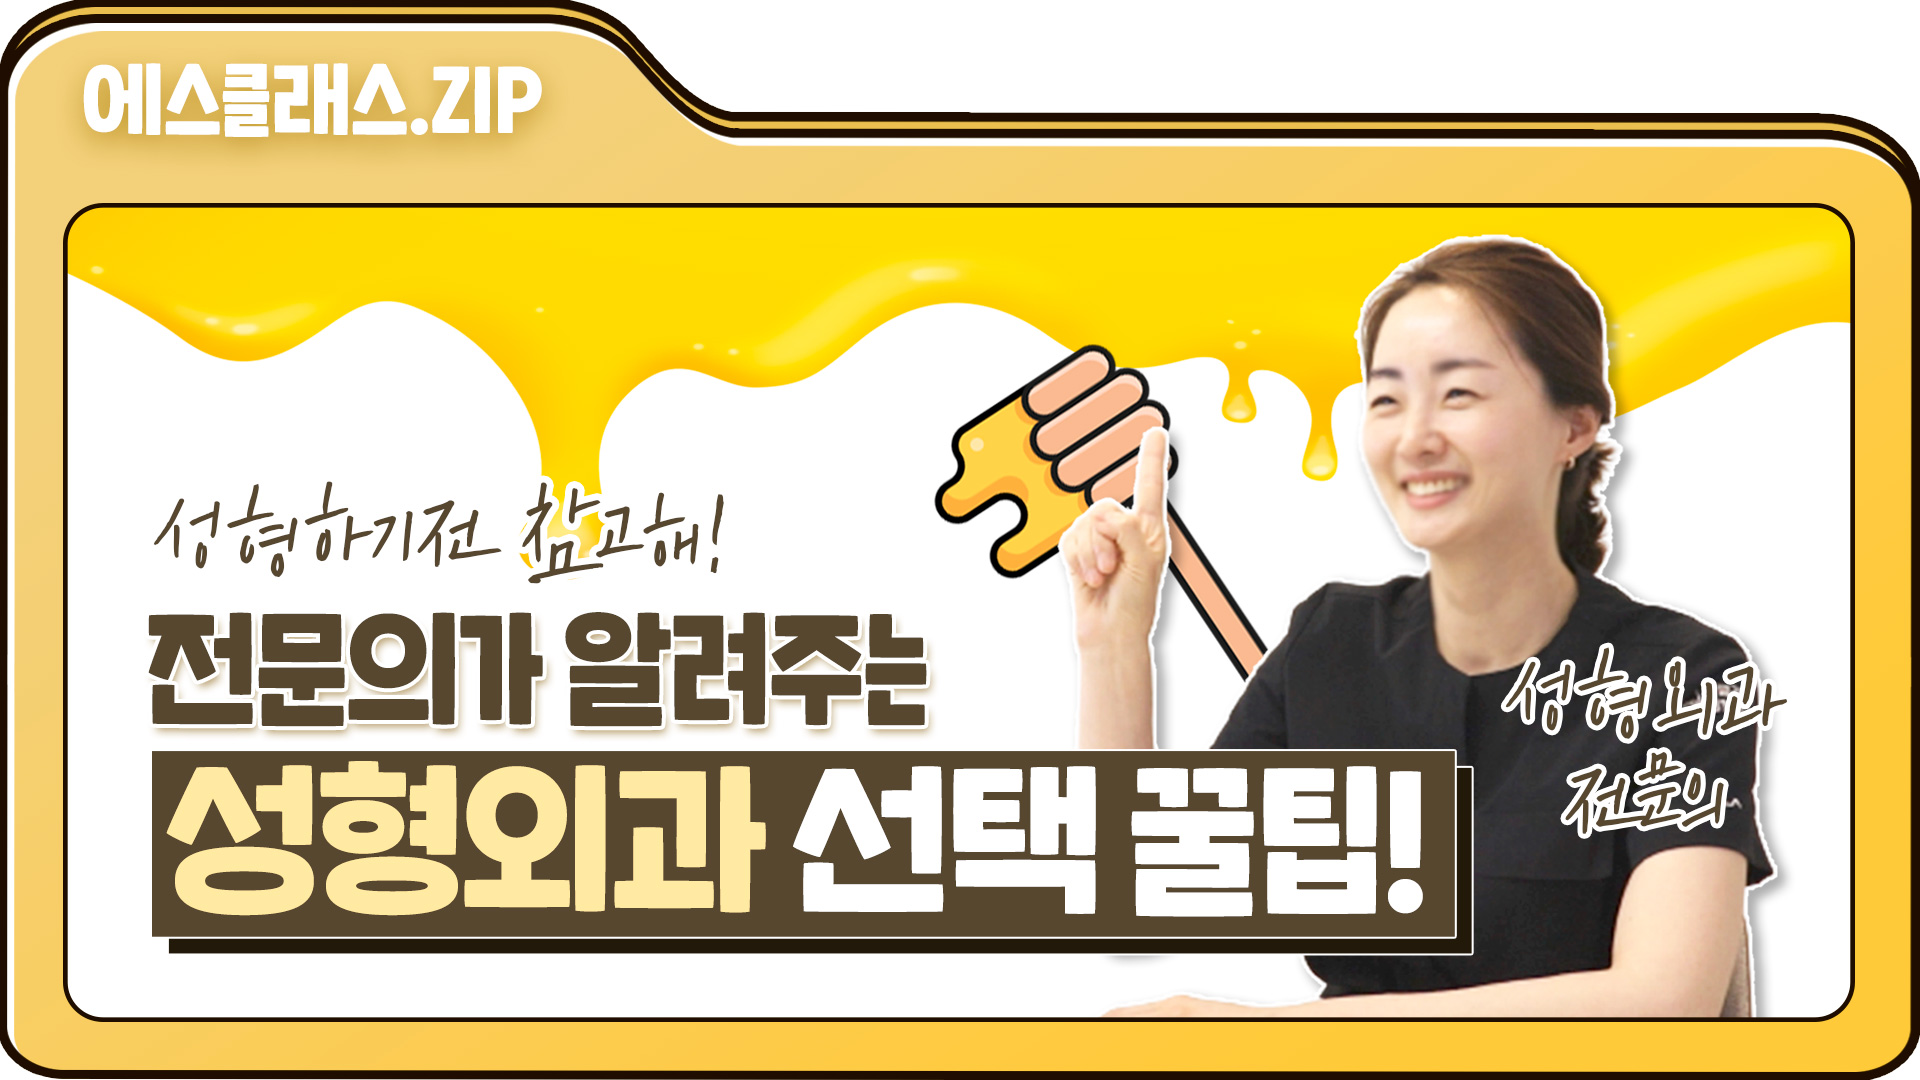 에스클래스.ZIP
성형하기전 참고해!
전문의가 알려주는
성형외과 선택 꿀팁!
성형외과
전문의